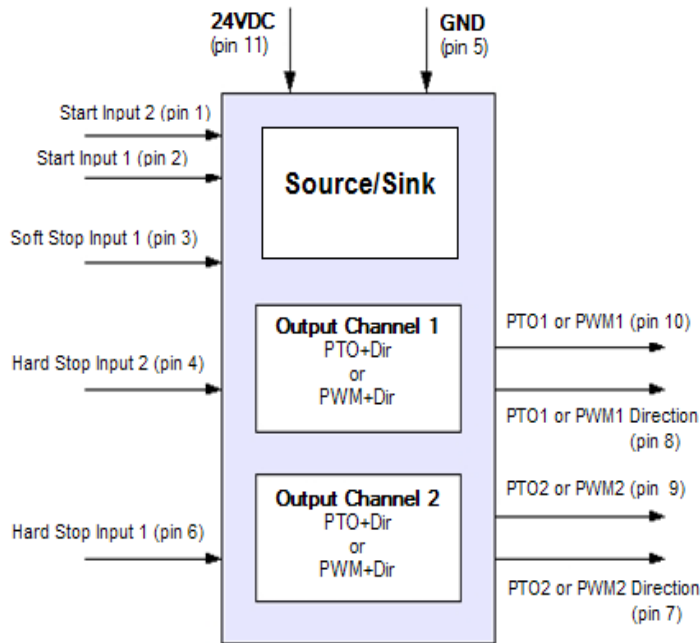 24VDC
(pin 11)
GND
(pin 5)
Start Input 2 (pin 1)
Start Input 1 (pin 2)
Soft Stop Input 1 (pin 3)
Hard Stop Input 2 (pin 4)
Hard Stop Input 1 (pin 6)
Source/Sink
Output Channel 1
PTO+Dir
or
PWM+Dir
Output Channel 2
PTO+Dir
or
PWM+Dir
PTO1 or PWM1 (pin 10)
PTO1 or PWM1 Direction
(pin 8)
PTO2 or PWM2 (pin 9)
PTO2 or PWM2 Direction
(pin 7)